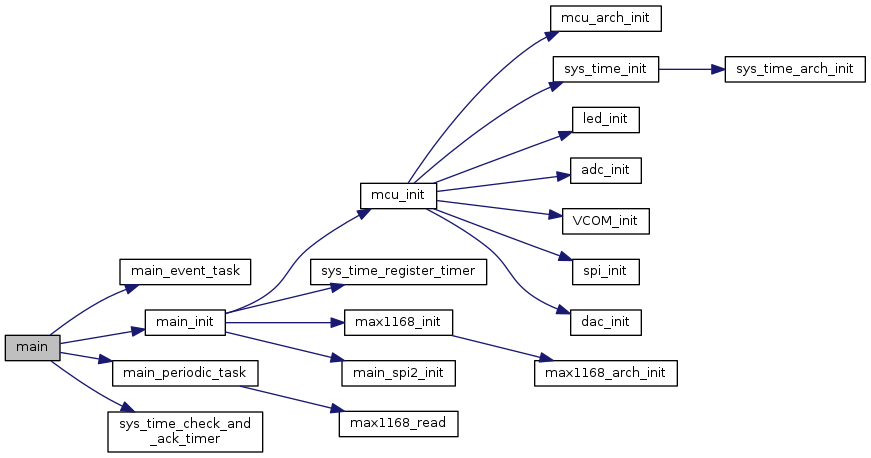 mcu_arch_init
sys_time_init
sys_time_arch_init
led_init
adc_init
mcu_init
VCOM_init
main_event_task
sys_time_register_timer
spi_init
main_init
max1168_init
dac_init
main
main_periodic_task
main_spi2_init
max1168_arch_init
sys_time_check_and
_ack_timer
max1168_read